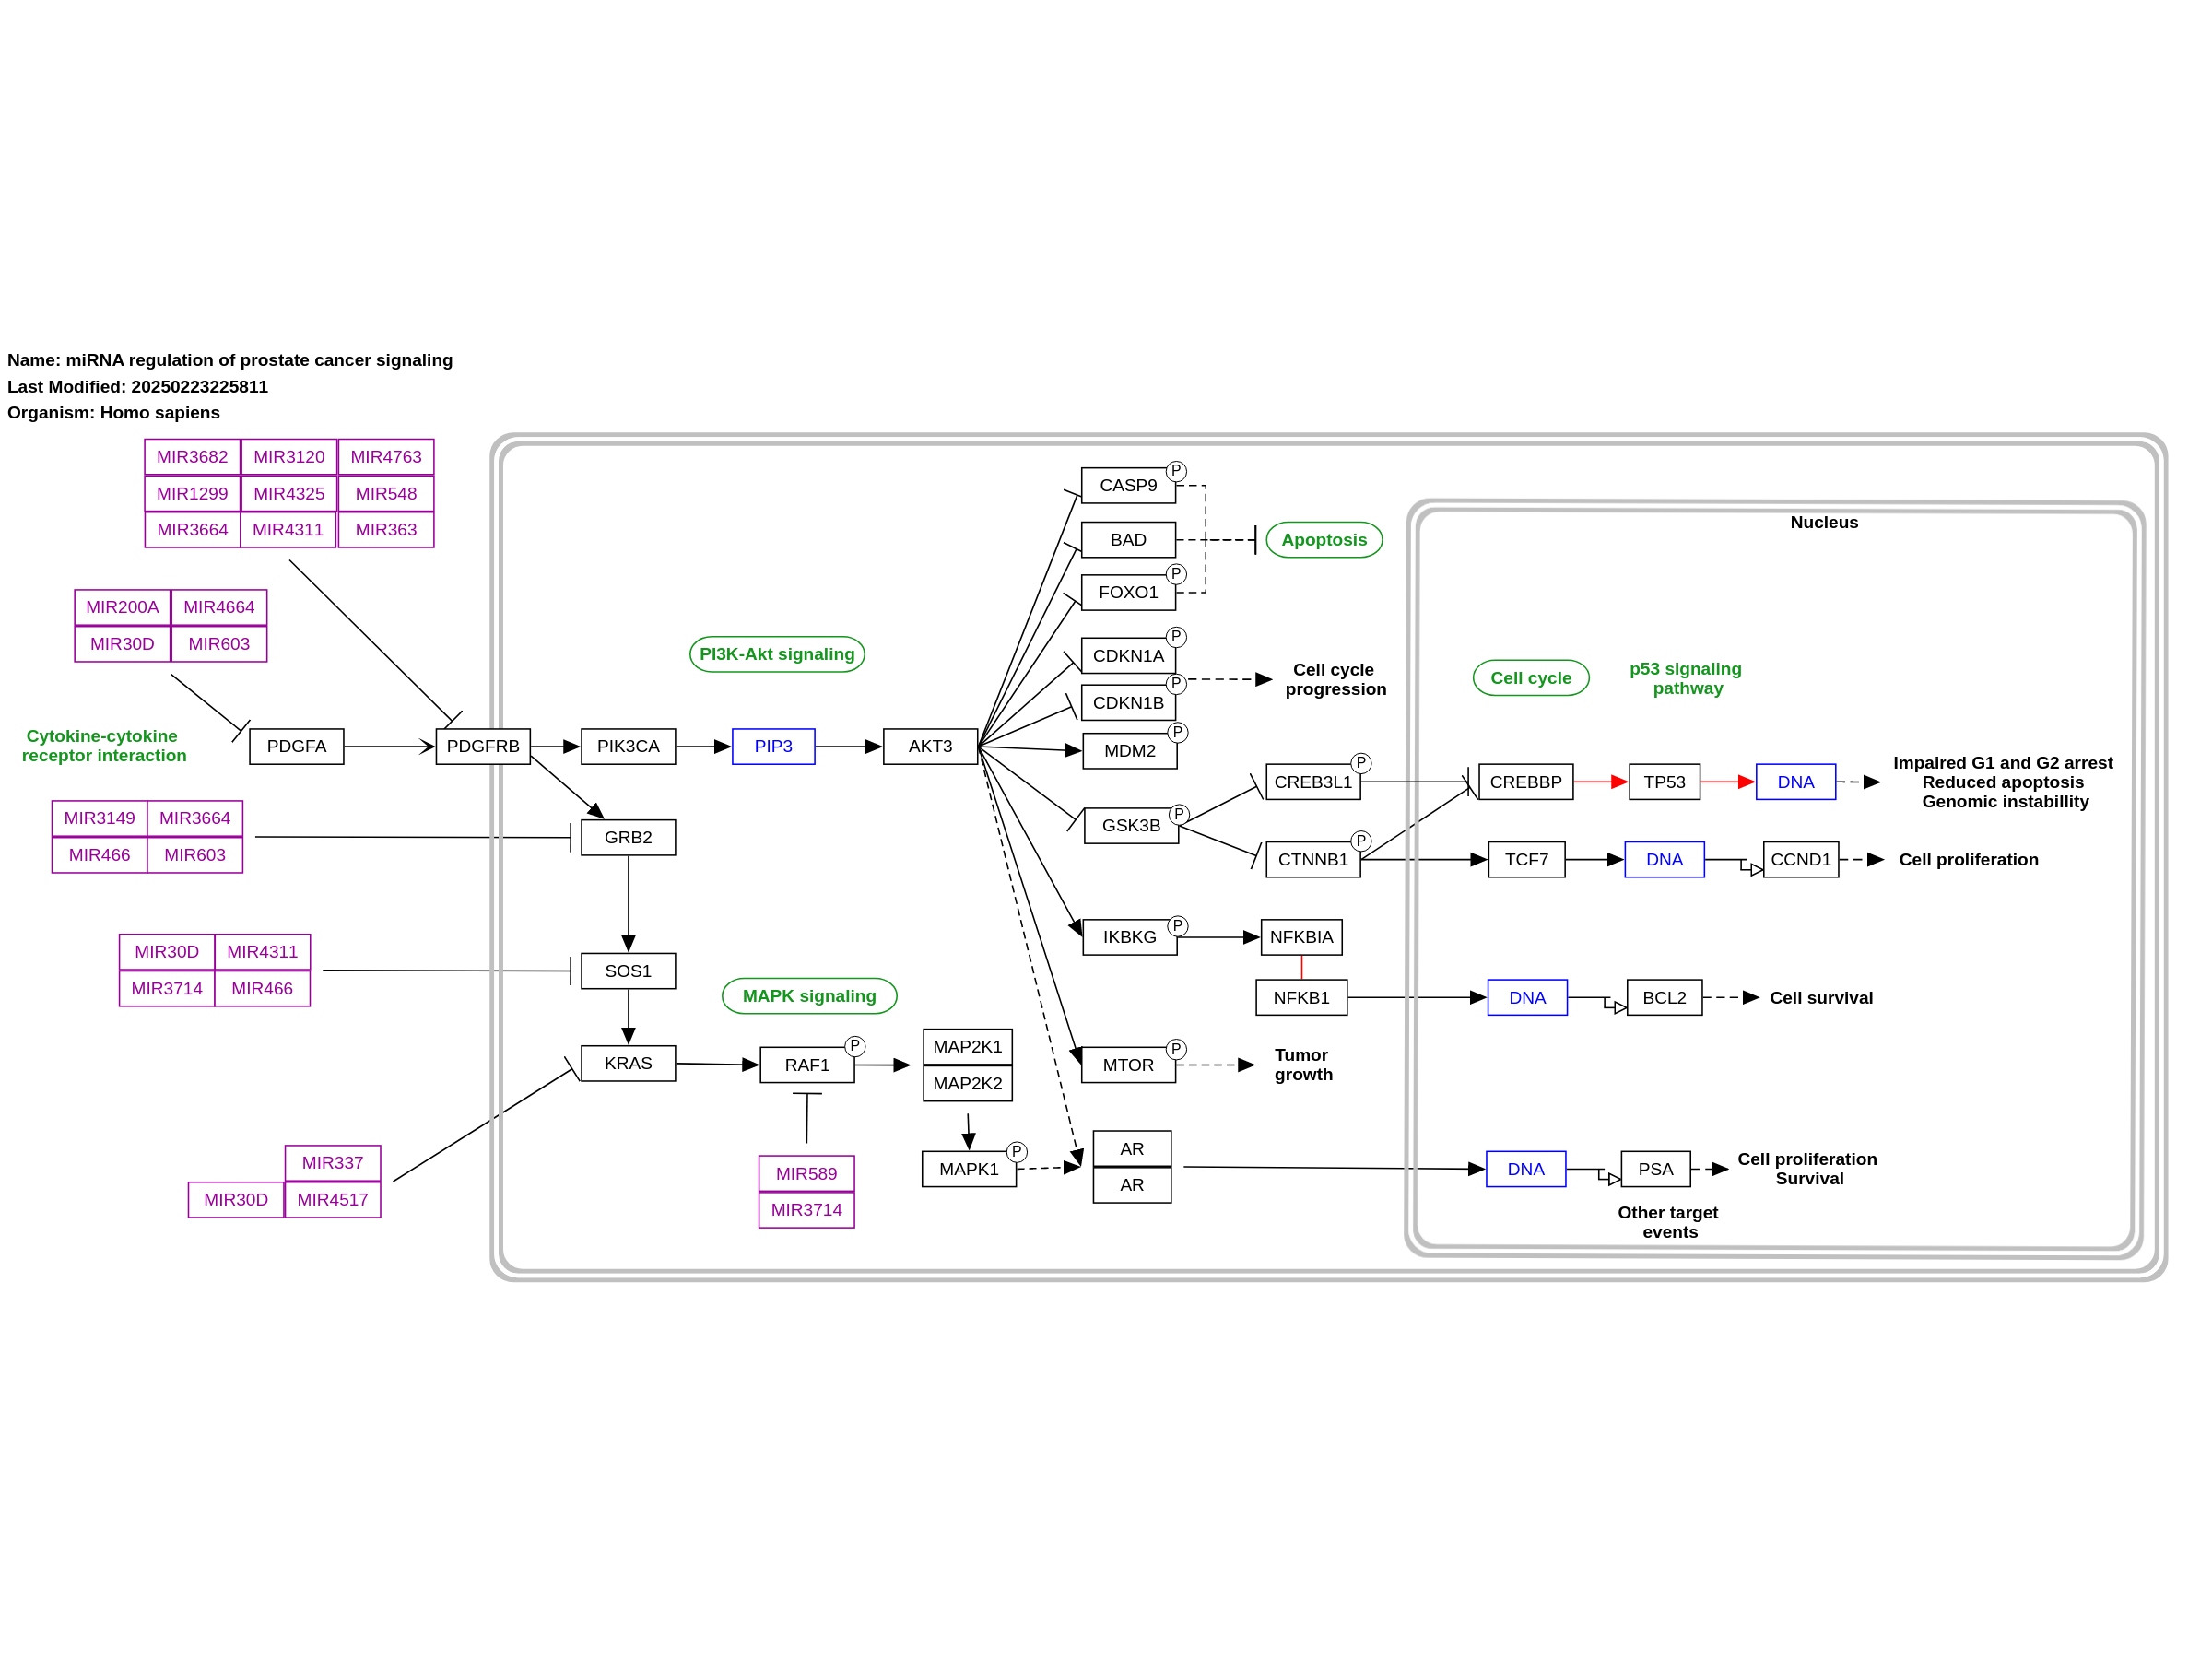 Name: miRNA regulation of prostate cancer signaling
Last Modified: 20250223225811
Organism: Homo sapiens
MIR3682 MIR3120 MIR4763
MIR1299 MIR4325 MIR548
MIR3664 MIR4311 MIR363
MIR200A MIR4664
MIR30D MIR603
Cytokine-cytokine
receptor interaction
PDGFA
PDGFRB
PIK3CA
PIP3
AKT3
PI3K-Akt signaling
MIR3149 MIR3664
MIR466 MIR603
GRB2
MIR30D MIR4311
MIR3714 MIR466
SOS1
MAPK signaling
KRAS
RAF1
P
MAP2K1
MAP2K2
MAPK1
P
MIR337
MIR30D MIR4517
MIR589
MIR3714
CASP9
P
BAD
FOXO1
P
Apoptosis
CDKN1A
P
CDKN1B
P
Cell cycle
progression
MDM2
P
GSK3B
P
CREB3L1
P
CTNNB1
P
IKBKG
P
NFKBIA
NFKB1
MTOR
P
Tumor
growth
AR
AR
Nucleus
Cell cycle
p53 signaling
pathway
CREBBP
TP53
DNA
Impaired G1 and G2 arrest
Reduced apoptosis
Genomic instabillity
TCF7
DNA
CCND1
Cell proliferation
DNA
BCL2
Cell survival
DNA
PSA
Cell proliferation
Survival
Other target
events